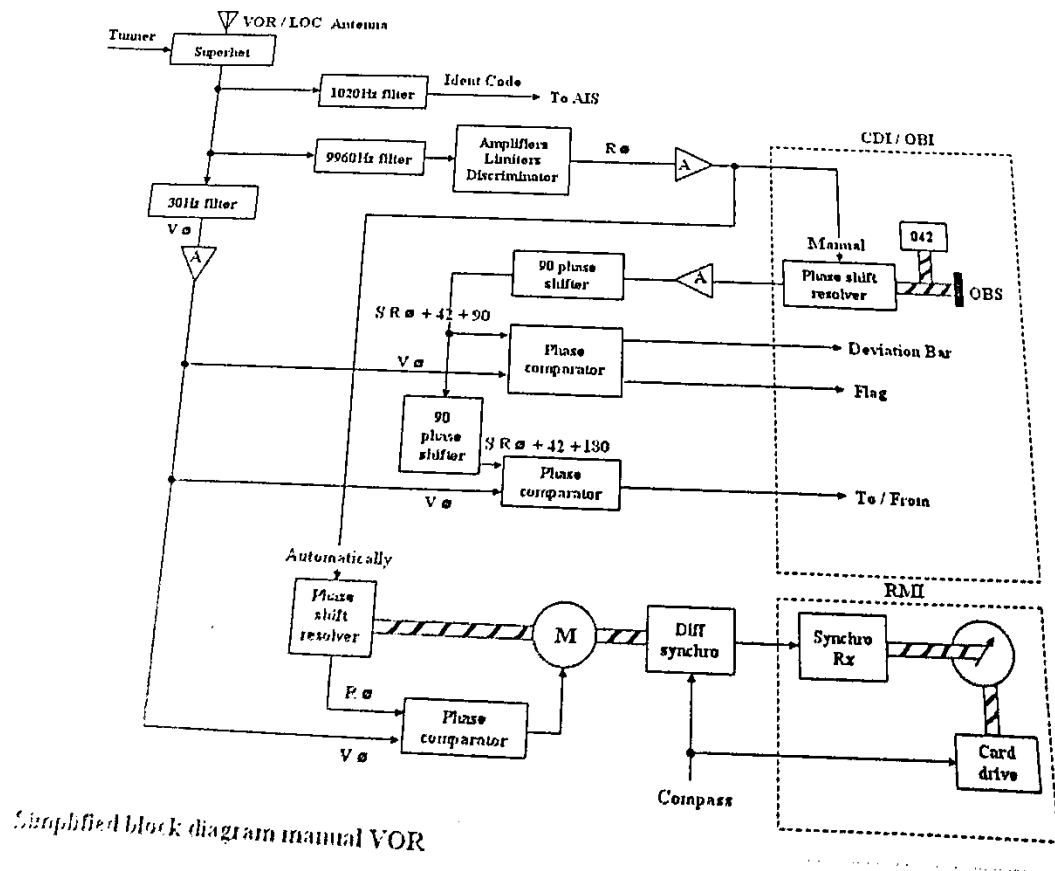 VOR / LOC Antenna
Tunner
Superhet
Ident Code
1020Hz filter
To AIS
CDI / OBI
9960Hz filter
Amplifiers
Limiters
Discriminator
R ø
A
30Hz filter
V ø
A
Manual
042
90 phase
shifter
A
Phase shift
resolver
OBS
S R ø + 42 + 90
Phase
comparator
Deviation Bar
V ø
Flag
90
phase
shifter
S R ø + 42 + 180
Phase
comparator
V ø
To / From
Automatically
RMI
Phase
shift
resolver
M
Diff
synchro
Synchro
Rx
R ø
Phase
comparator
V ø
Card
drive
Compass
Simplified block diagram manual VOR